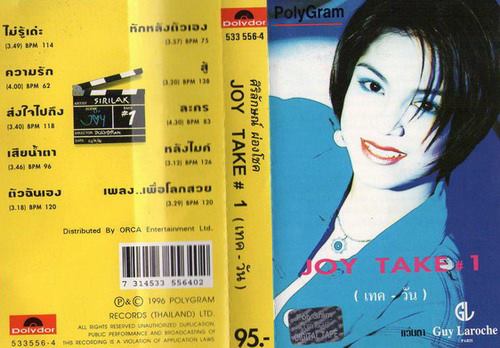 ไม่รู้เด่ะ
(3.49) BPM 114
ความรัก
(4.00) BPM 62
ส่งใจไปถึง
(3.40) BPM 118
เสียน้ำตา
(3.46) BPM 96
ตัวฉันเอง
(3.18) BPM 120
หักหลังตัวเอง
(3.57) BPM 75
สู้
(3.20) BPM 138
ละคร
(4.30) BPM 83
หลังไมค์
(3.12) BPM 126
เพลง..เพื่อโลกสวย
(3.29) BPM 120
SIRILAK
JOY
#1
Distributed By ORCA Entertainment Ltd.
7 314533 556402
℗&© 1996 POLYGRAM
RECORDS (THAILAND) LTD.
ALL RIGHTS RESERVED UNAUTHORIZED DUPLICATION
PUBLIC PERFORMANCE AND BROADCASTING OF
THIS RECORDING IS A VIOLATION OF APPLICATION LAWS
PolyDor
533556-4
PolyDor
533 556-4
ศิริลักษณ์ ผ่องโชค
JOY TAKE # 1
(เทค - วัน)
95.-
PolyGram
JOY TAKE # 1
(เทค - วัน)
PolyGram
DIGITAL TAPE
แว่นตา
GL
Guy Laroche
PARIS